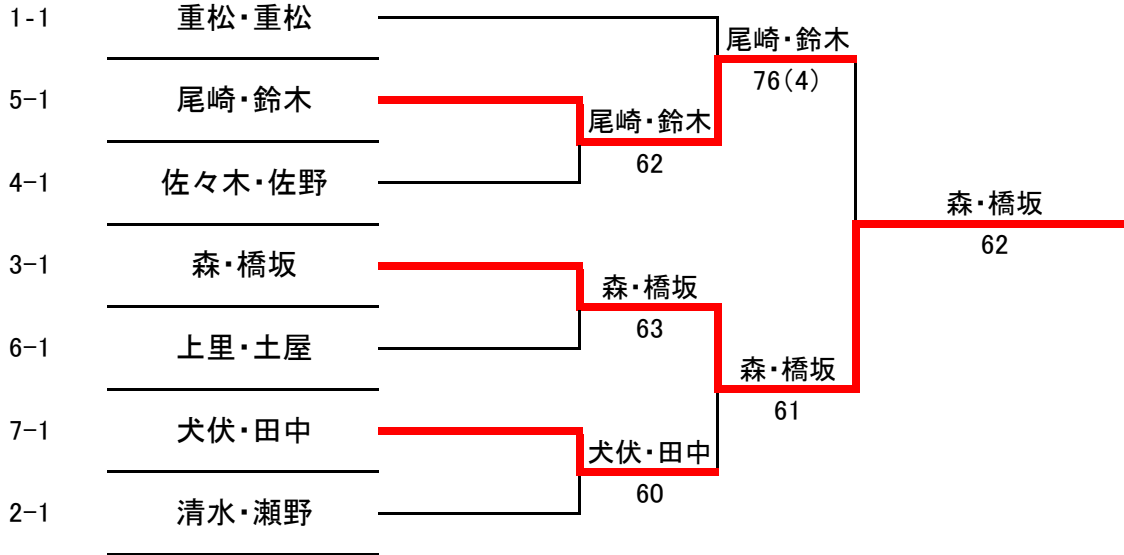 1-1 重松・重松
尾崎・鈴木
76(4)
5-1 尾崎・鈴木
尾崎・鈴木
62
4-1 佐々木・佐野
森・橋坂
62
3-1 森・橋坂
森・橋坂
63
6-1 上里・土屋
森・橋坂
61
7-1 犬伏・田中
犬伏・田中
60
2-1 清水・瀬野